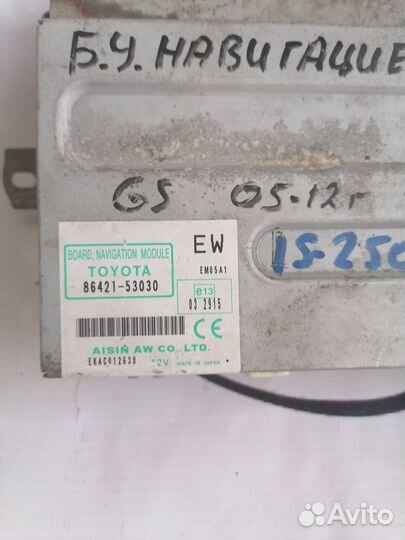 Б.У. НАВИГАЦИЕ
GS 05-12г
IS-250
BOARD, NAVIGATION MODULE
TOYOTA
86421-53030
EW
EM05A1
e13
03 2915
CE
AISIN AW CO., LTD.
EKAC012638 12V MADE IN JAPAN
Avito